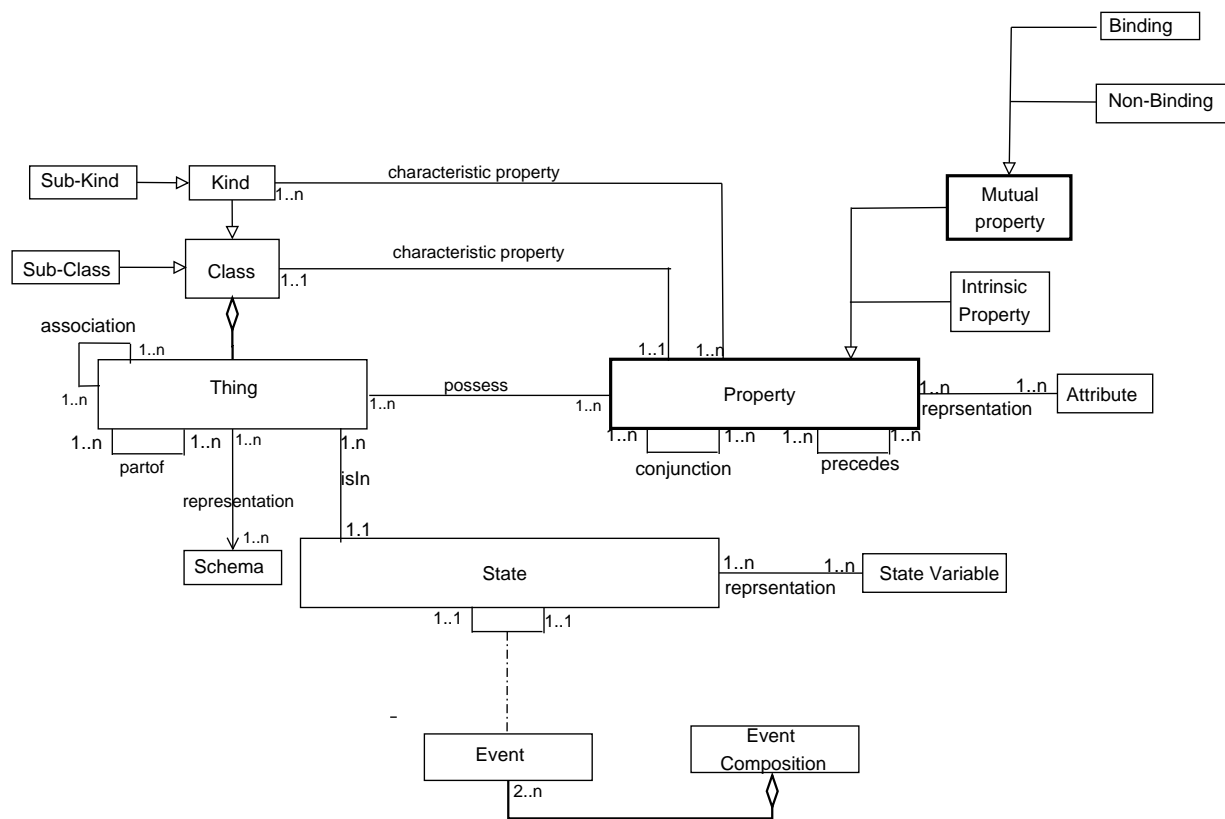 Binding
Non-Binding
characteristic property
Sub-Kind
Kind
1..n
Mutual
property
characteristic property
Sub-Class
Class
1..1
Intrinsic
Property
association
1..n
1..1
1..n
Thing
possess
Property
1..n
1..n
Attribute
1..n
1..n
1..n
reprsentation
1..n
1..n
1..n
1.n
1..n
1..n
1..n
1..n
partof
isIn
conjunction
precedes
representation
1..n
1.1
Schema
State
1..n
1..n
State Variable
reprsentation
1..1
1..1
Event
Event
Composition
2..n